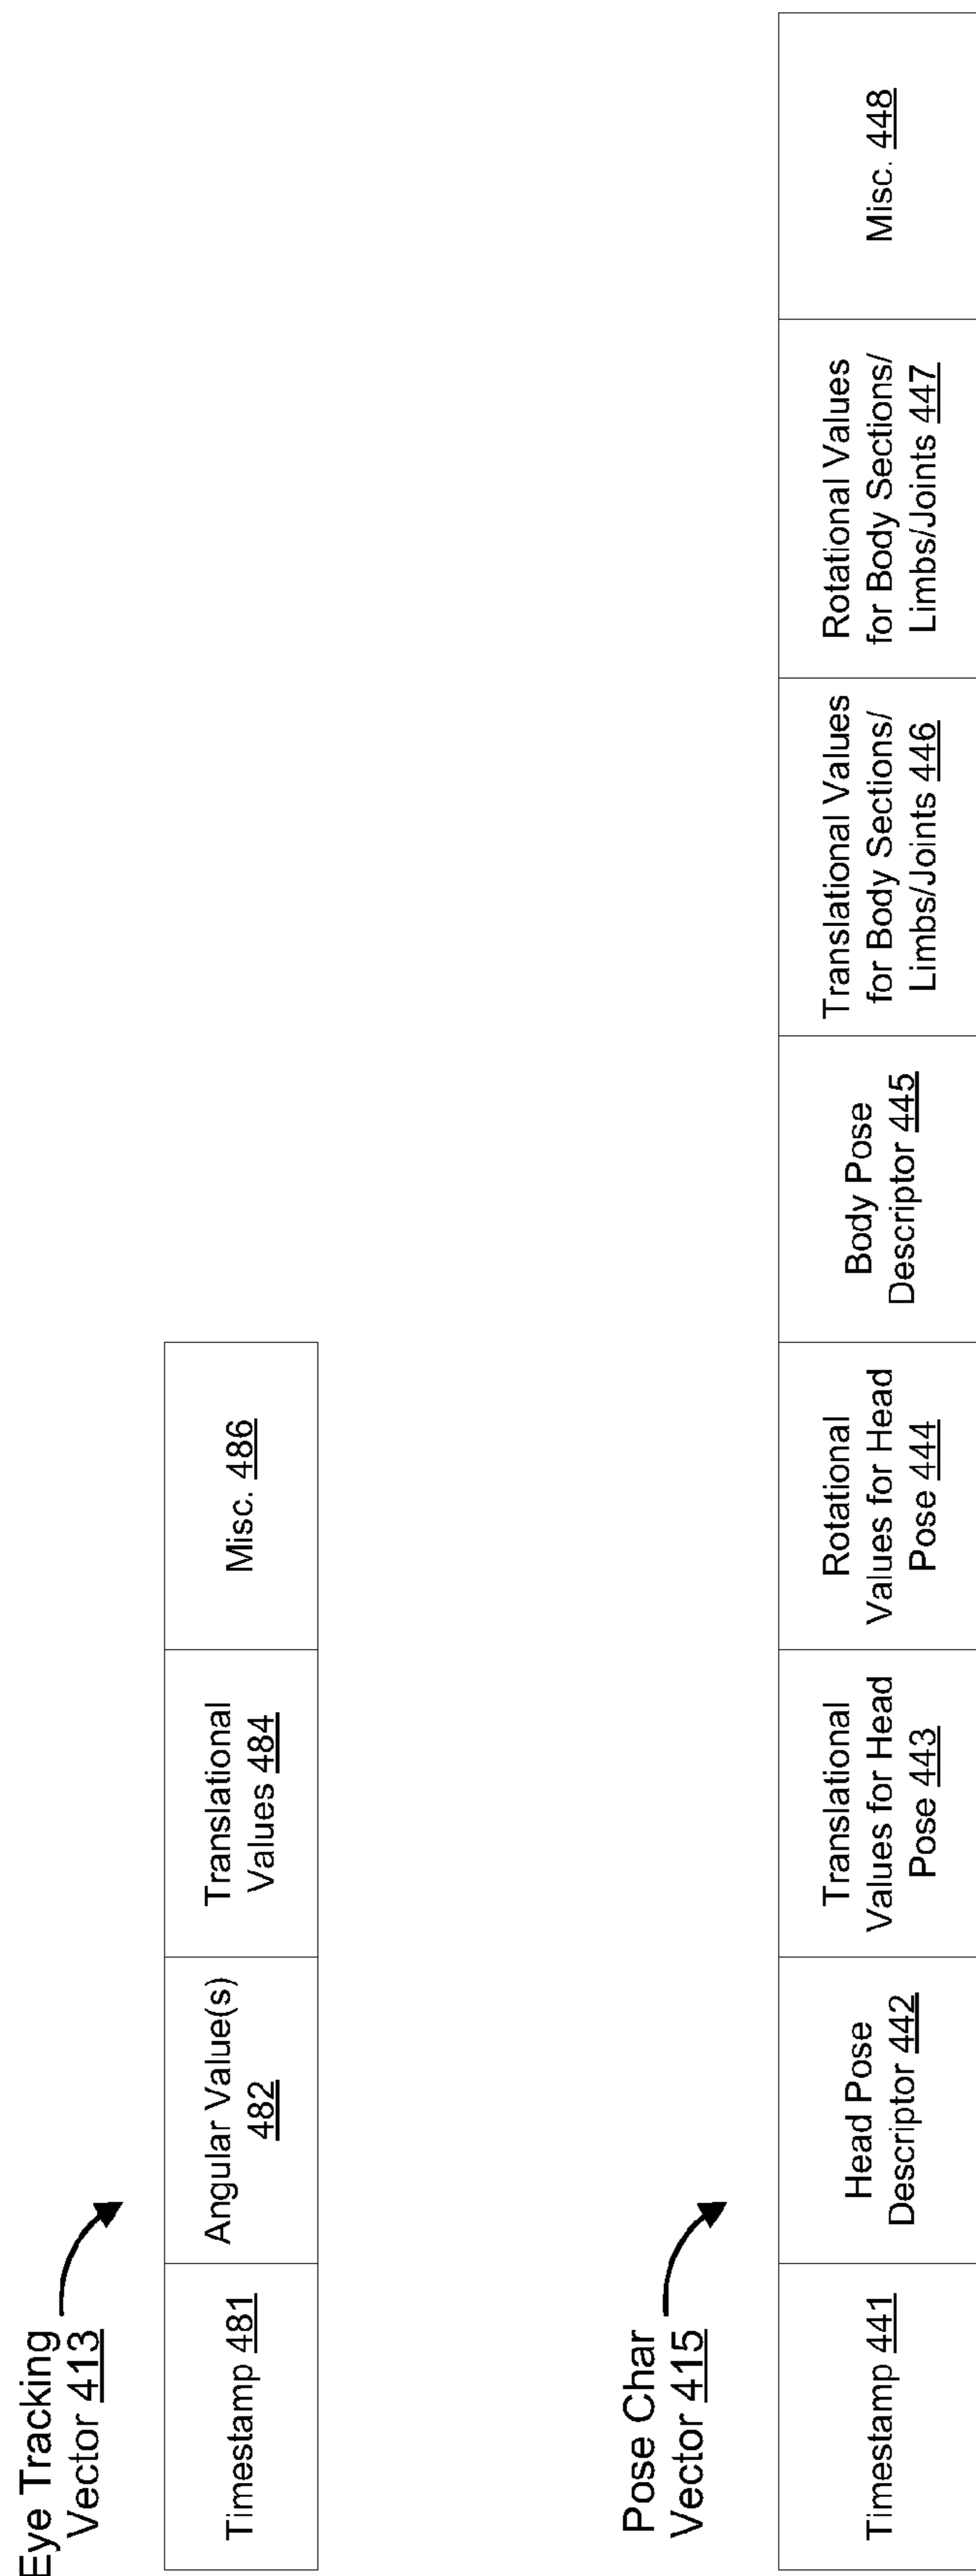 Eye Tracking
Vector 413
Timestamp 481
Angular Value(s)
482
Translational
Values 484
Misc. 486
Pose Char
Vector 415
Timestamp 441
Head Pose
Descriptor 442
Translational
Values for Head
Pose 443
Rotational
Values for Head
Pose 444
Body Pose
Descriptor 445
Translational Values
for Body Sections/
Limbs/Joints 446
Rotational Values
for Body Sections/
Limbs/Joints 447
Misc. 448